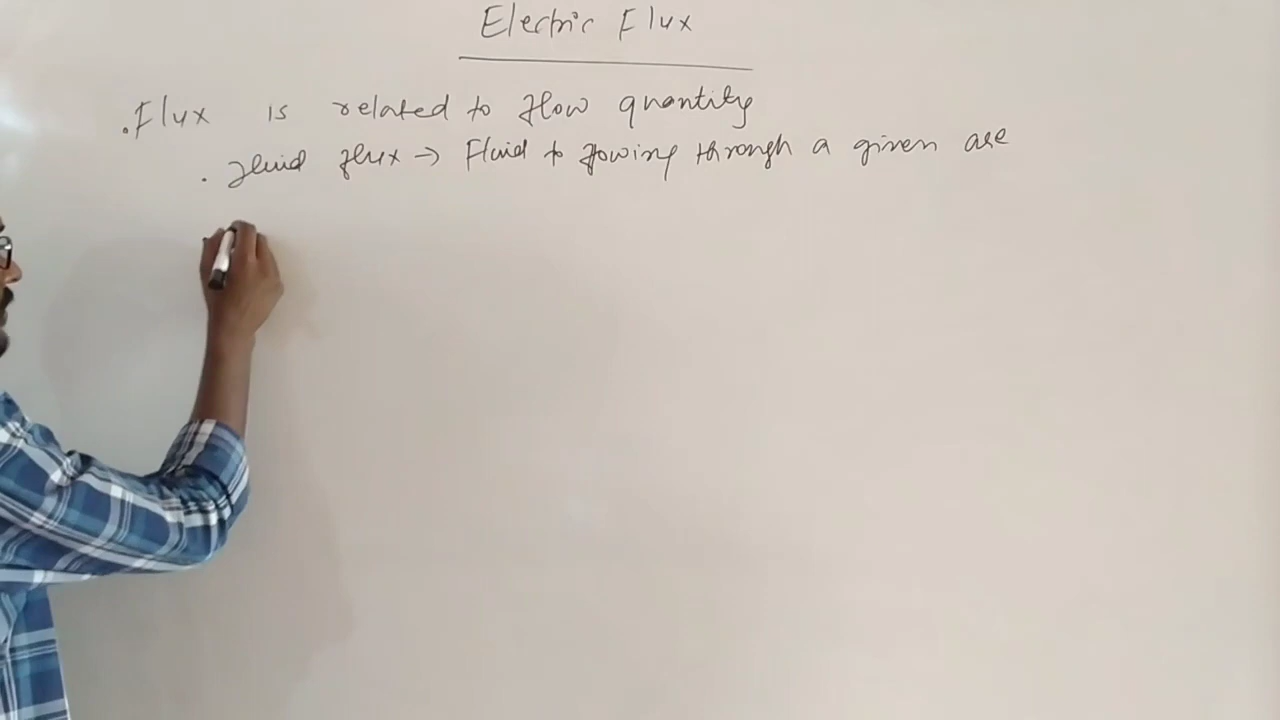 Electric Flux
. Flux is related to flow quantity
. fluid flux → Fluid to flowing through a given are